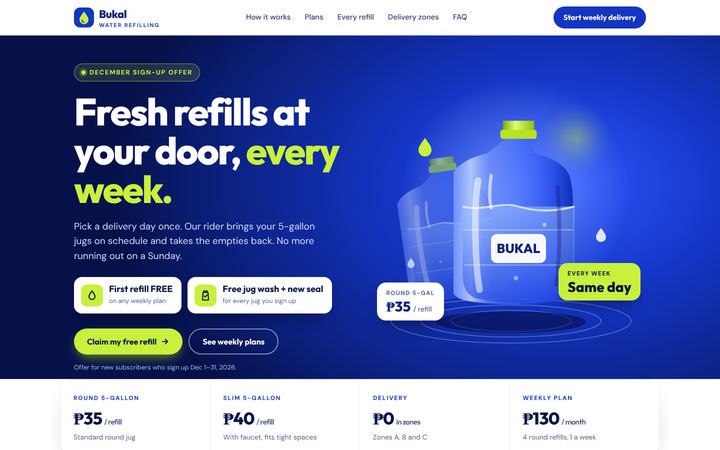 Bukal
WATER REFILLING
How it works Plans Every refill Delivery zones FAQ
Start weekly delivery
DECEMBER SIGN-UP OFFER
Fresh refills at
your door, every
week.
Pick a delivery day once. Our rider brings your 5-gallon
jugs on schedule and takes the empties back. No more
running out on a Sunday.
First refill FREE
on any weekly plan
Free jug wash + new seal
for every jug you sign up
Claim my free refill →
See weekly plans
Offer for new subscribers who sign up Dec 1–31, 2026.
BUKAL
EVERY WEEK
Same day
ROUND 5-GAL
₱35 / refill
ROUND 5-GALLON
₱35 / refill
Standard round jug
SLIM 5-GALLON
₱40 / refill
With faucet, fits tight spaces
DELIVERY
₱0 in zones
Zones A, B and C
WEEKLY PLAN
₱130 / month
4 round refills, 1 a week